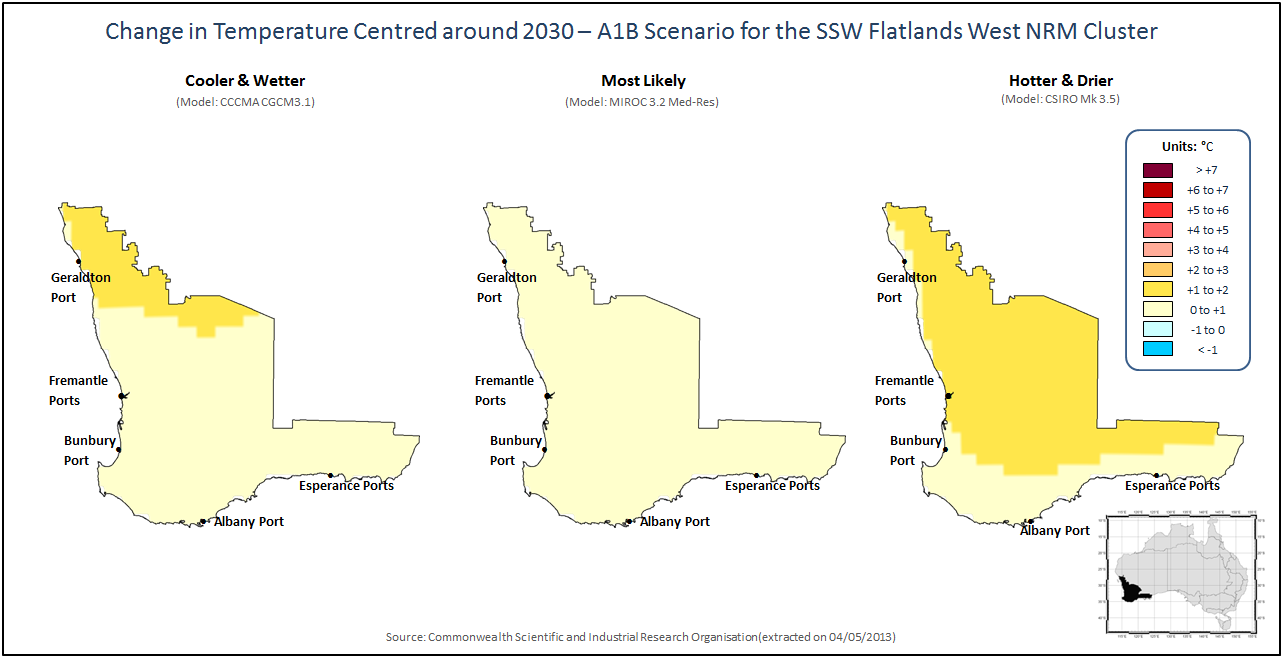 Change in Temperature Centred around 2030 – A1B Scenario for the SSW Flatlands West NRM Cluster
Cooler & Wetter
(Model: CCCMA CGCM3.1)
Most Likely
(Model: MIROC 3.2 Med-Res)
Hotter & Drier
(Model: CSIRO Mk 3.5)
Units: °C
> +7
+6 to +7
+5 to +6
+4 to +5
+3 to +4
+2 to +3
+1 to +2
0 to +1
-1 to 0
< -1
Geraldton
Port
Fremantle
Ports
Bunbury
Port
Esperance Ports
Albany Port
Geraldton
Port
Fremantle
Ports
Bunbury
Port
Esperance Ports
Albany Port
Geraldton
Port
Fremantle
Ports
Bunbury
Port
Esperance Ports
Albany Port
Source: Commonwealth Scientific and Industrial Research Organisation(extracted on 04/05/2013)